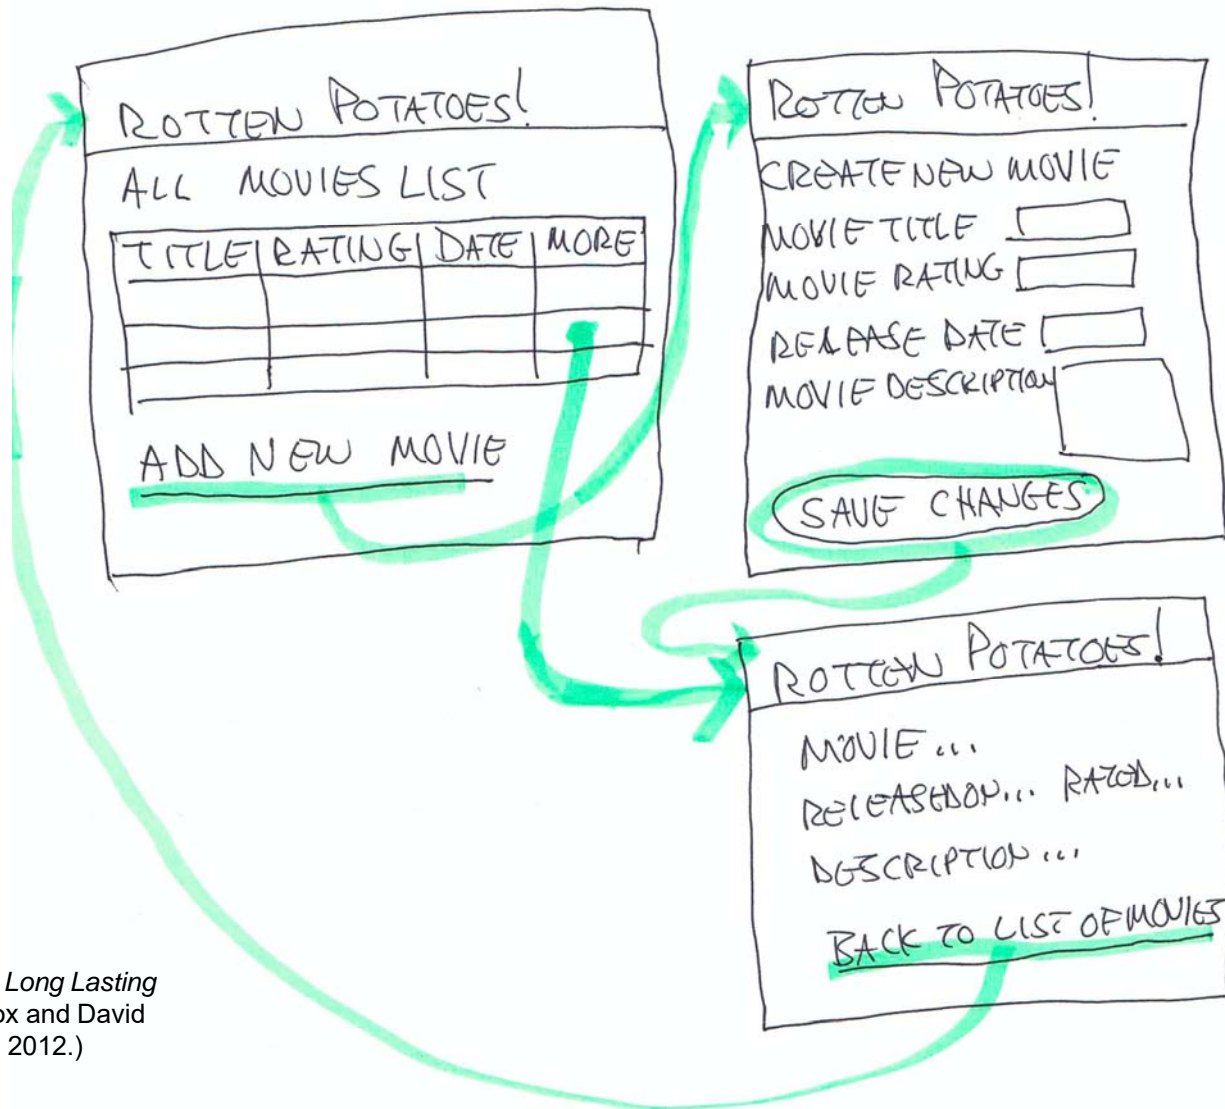 ROTTEN POTATOES!
ALL MOVIES LIST
TITLE RATING DATE MORE
ADD NEW MOVIE
ROTTEN POTATOES!
CREATE NEW MOVIE
MOVIE TITLE
MOVIE RATING
RELEASE DATE
MOVIE DESCRIPTION
SAVE CHANGES
ROTTEN POTATOES!
MOVIE...
RELEASED ON... RATED...
DESCRIPTION...
BACK TO LIST OF MOVIES
Long Lasting
ox and David
2012.)